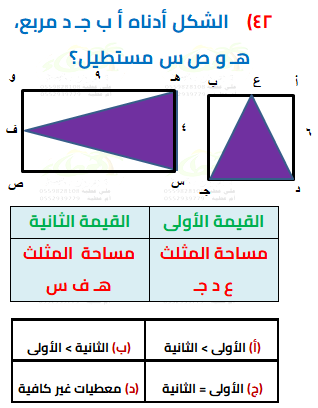 ٤٢) الشكل أدناه أ ب جـ د مربع،
هـ و ص س مستطيل؟
و ٩ هـ
ب ع أ
ف ٤
ص س
جـ د
القيمة الأولى القيمة الثانية
مساحة المثلث ع د جـ
مساحة المثلث هـ ف س
(أ) الأولى > الثانية (ب) الثانية > الأولى
(ج) الأولى = الثانية (د) معطيات غير كافية